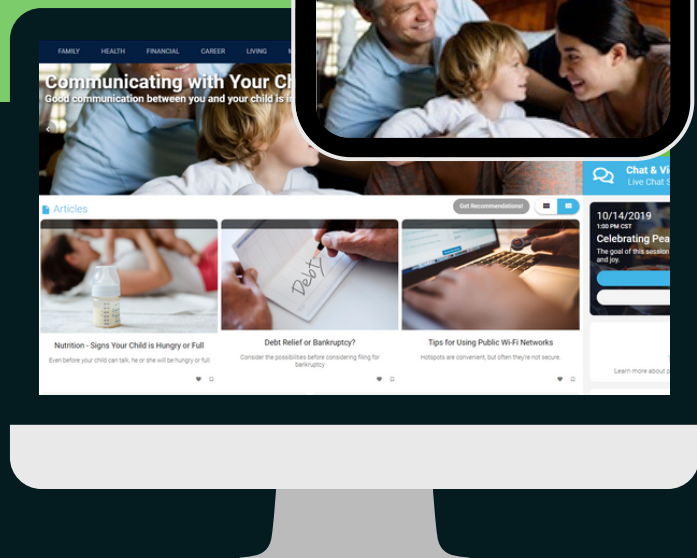 FAMILY HEALTH FINANCIAL CAREER LIVING
Communicating with Your
Good communication between you and your child is
Chat & 
Live Chat
Articles
Get Recommendations!
10/14/2019
1:00 PM CST
Celebrating
The goal of this session
and joy.
Debt
Nutrition - Signs Your Child is Hungry or Full
Even before your child can talk, he or she will be hungry or full
Debt Relief or Bankruptcy?
Consider the possibilities before considering filing for
bankruptcy
Tips for Using Public Wi-Fi Networks
Hotspots are convenient, but often they're not secure.
Learn more about